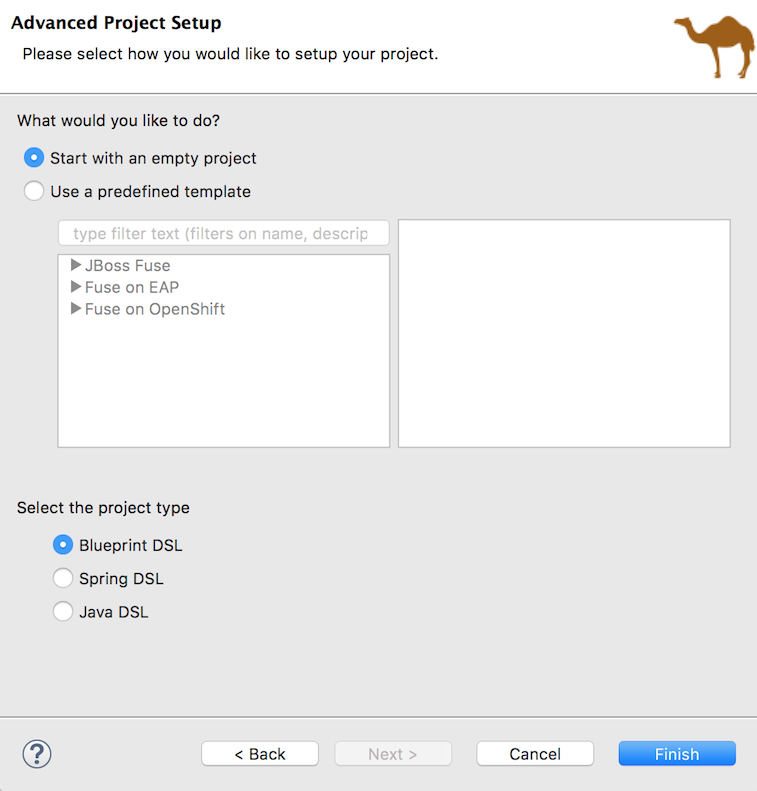 Advanced Project Setup
Please select how you would like to setup your project.
What would you like to do?
Start with an empty project
Use a predefined template
type filter text (filters on name, descrip
JBoss Fuse
Fuse on EAP
Fuse on OpenShift
Select the project type
Blueprint DSL
Spring DSL
Java DSL
?
< Back
Next >
Cancel
Finish